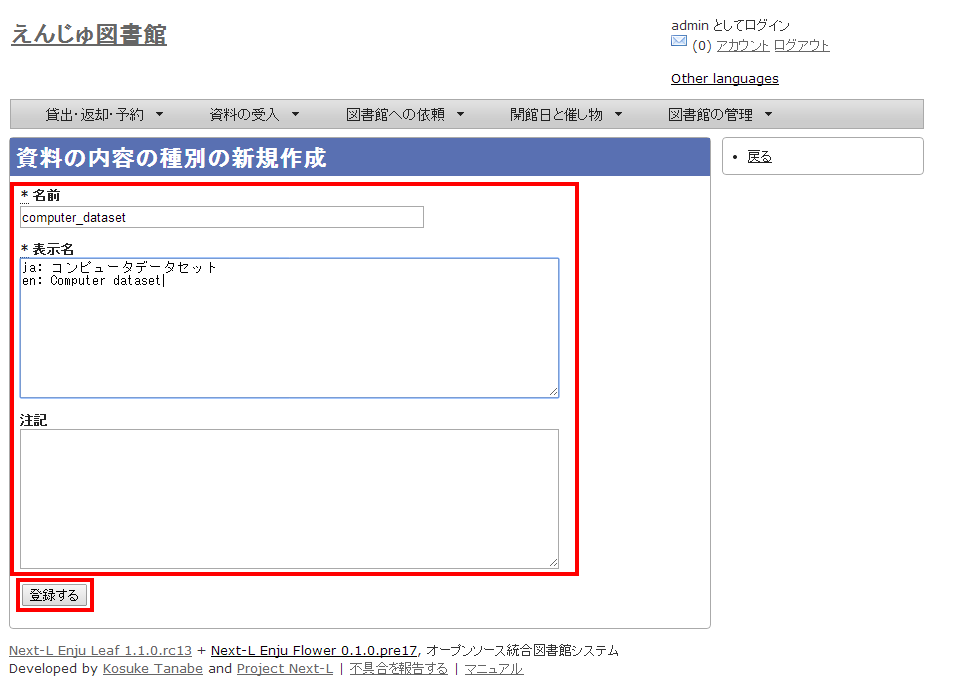 えんじゅ図書館
admin としてログイン
(0) アカウント ログアウト
Other languages
貸出・返却・予約 ▼ 資料の受入 ▼ 図書館への依頼 ▼ 開館日と催し物 ▼ 図書館の管理 ▼
資料の内容の種別の新規作成
• 戻る
* 名前
computer_dataset
* 表示名
ja: コンピュータデータセット
en: Computer dataset
注記
登録する
Next-L Enju Leaf 1.1.0.rc13 + Next-L Enju Flower 0.1.0.pre17, オープンソース統合図書館システム
Developed by Kosuke Tanabe and Project Next-L | 不具合を報告する | マニュアル